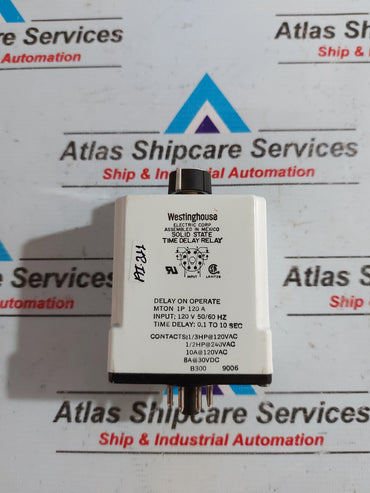 Services
Atlas Shipcare Services
Ship & In
Automation
Ship
Atlas Shipcare Services
Ship & Industrial Automation
Westinghouse
ELECTRIC CORP.
ASSEMBLED IN MEXICO
SOLID STATE
TIME DELAY RELAY
INPUT
DELAY ON OPERATE
MTON 1P 120 A
INPUT: 120 V 50/60 HZ
TIME DELAY: 0.1 TO 10 SEC
CONTACTS:1/3HP@120VAC
1/2HP@240VAC
10A@120VAC
8A@30VDC
B300 9006
Atlas Shipcare Services
Ship & Industrial Automation